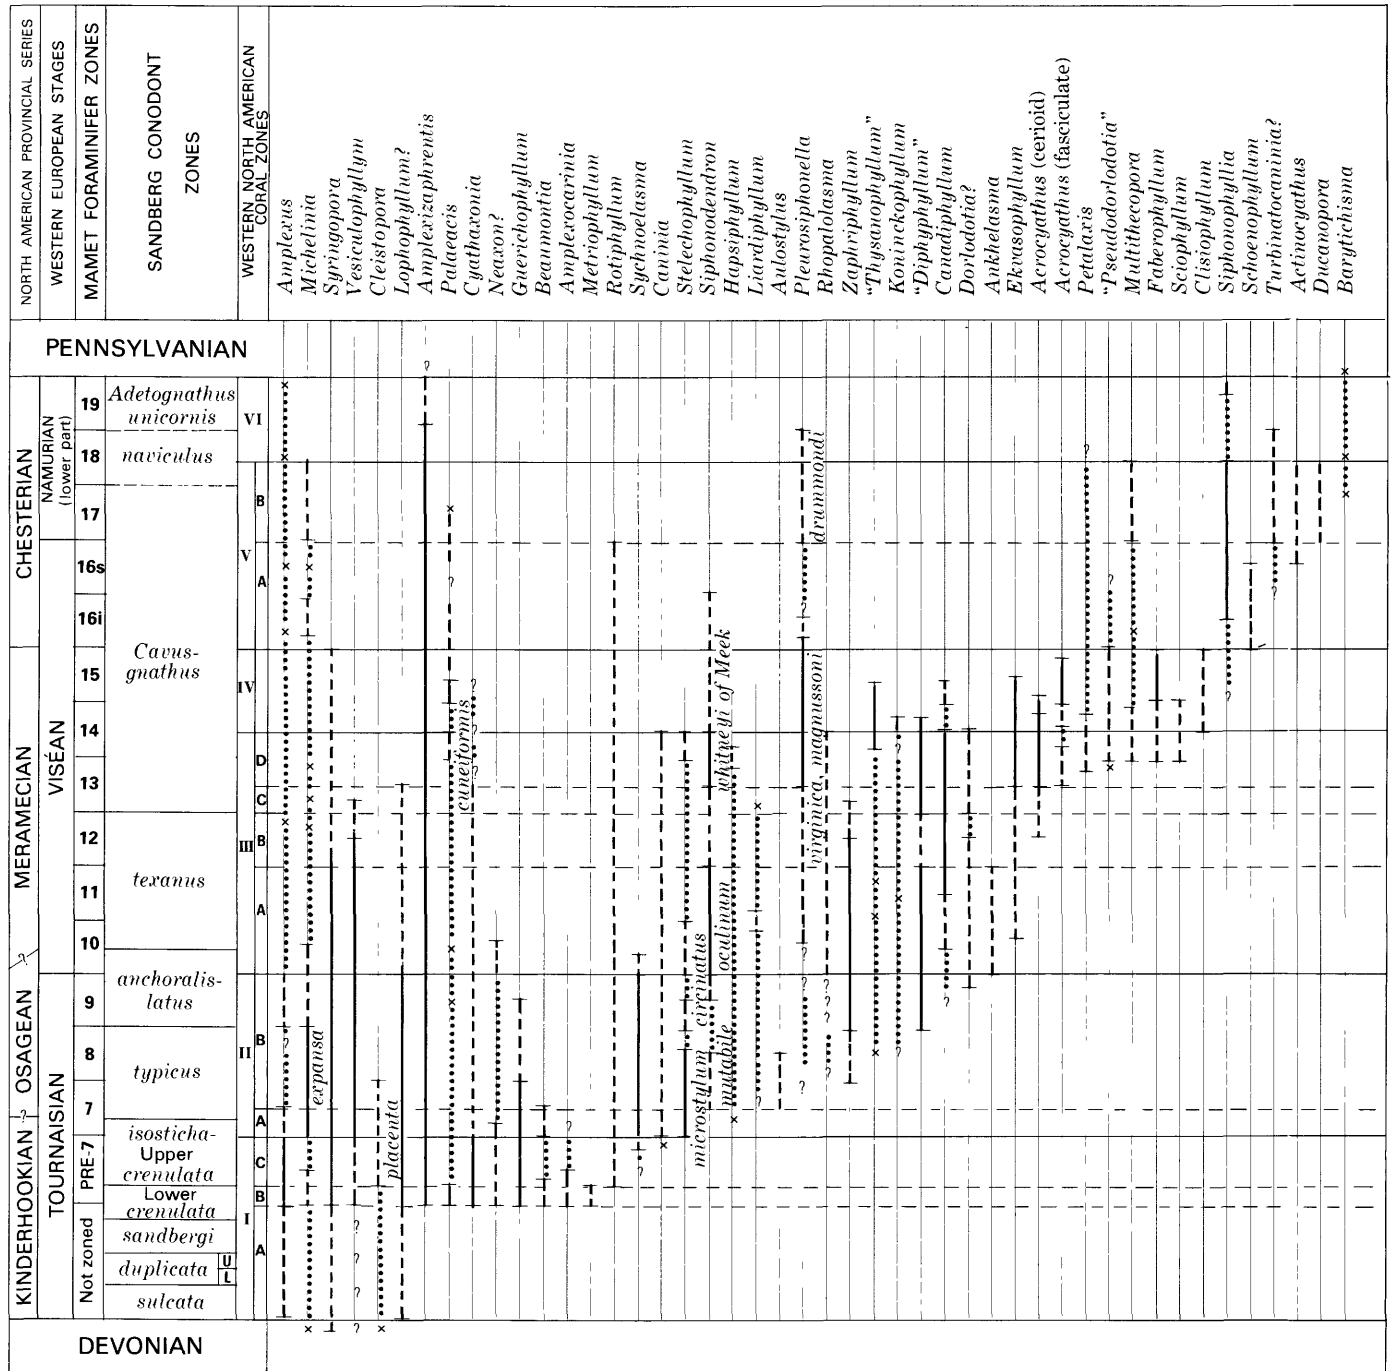 NORTH AMERICAN PROVINCIAL SERIES
WESTERN EUROPEAN STAGES
MAMET FORAMINIFER ZONES
SANDBERG CONODONT
ZONES
WESTERN NORTH AMERICAN
CORAL ZONES
Amplexus
Michelinia
Syringopora
Vesiculophyllym
Cleistopora
Lophophyllum?
Amplexizaphrentis
Palaeacis
Cyathaxonia
Neaxon?
Guerichophyllum
Beaumontia
Amplexocarinia
Metriophyllum
Rotiphyllum
Sychnoelasma
Caninia
Stelechophyllum
Siphonodendron
Hapsiphyllum
Liardiphyllum
Aulostylus
Pleurosiphonella
Rhopalolasma
Zaphriphyllum
"Thysanophyllum"
Koninckophyllum
"Diphyphyllum"
Candiphyllum
Dorlodotia?
Ankhelasma
Ekvasophyllum
Acrocyathus (cerioid)
Acrocyathus (fasciculate)
Petalaxis
"Pseudodorlodotia"
Multithecopora
Faberophyllum
Sciophyllum
Clisiophyllum
Siphonophyllia
Schoenophyllum
Turbinatocaninia?
Actinocyathus
Ducanopora
Barytichisma
PENNSYLVANIAN
CHESTERIAN
MERAMECIAN
?
OSAGEAN
?
KINDERHOOKIAN
NAMURIAN
(lower part)
VISÉAN
TOURNAISIAN
19
18
17
16s
16i
15
14
13
12
11
10
9
8
7
PRE-7
Not zoned
Adetognathus
unicornis
naviculus
Cavus-
gnathus
texanus
anchoralis-
latus
typicus
isosticha-
Upper
crenulata
Lower
crenulata
sandbergi
duplicata
U
L
sulcata
VI
V
B
A
IV
III
D
C
B
A
II
B
A
I
C
B
A
expansa
placenta
cuneiformis
microstylum
circinatus
mutabile
oculinum
whitneyi of Meek
virginica, magnussoni
drummondi
DEVONIAN